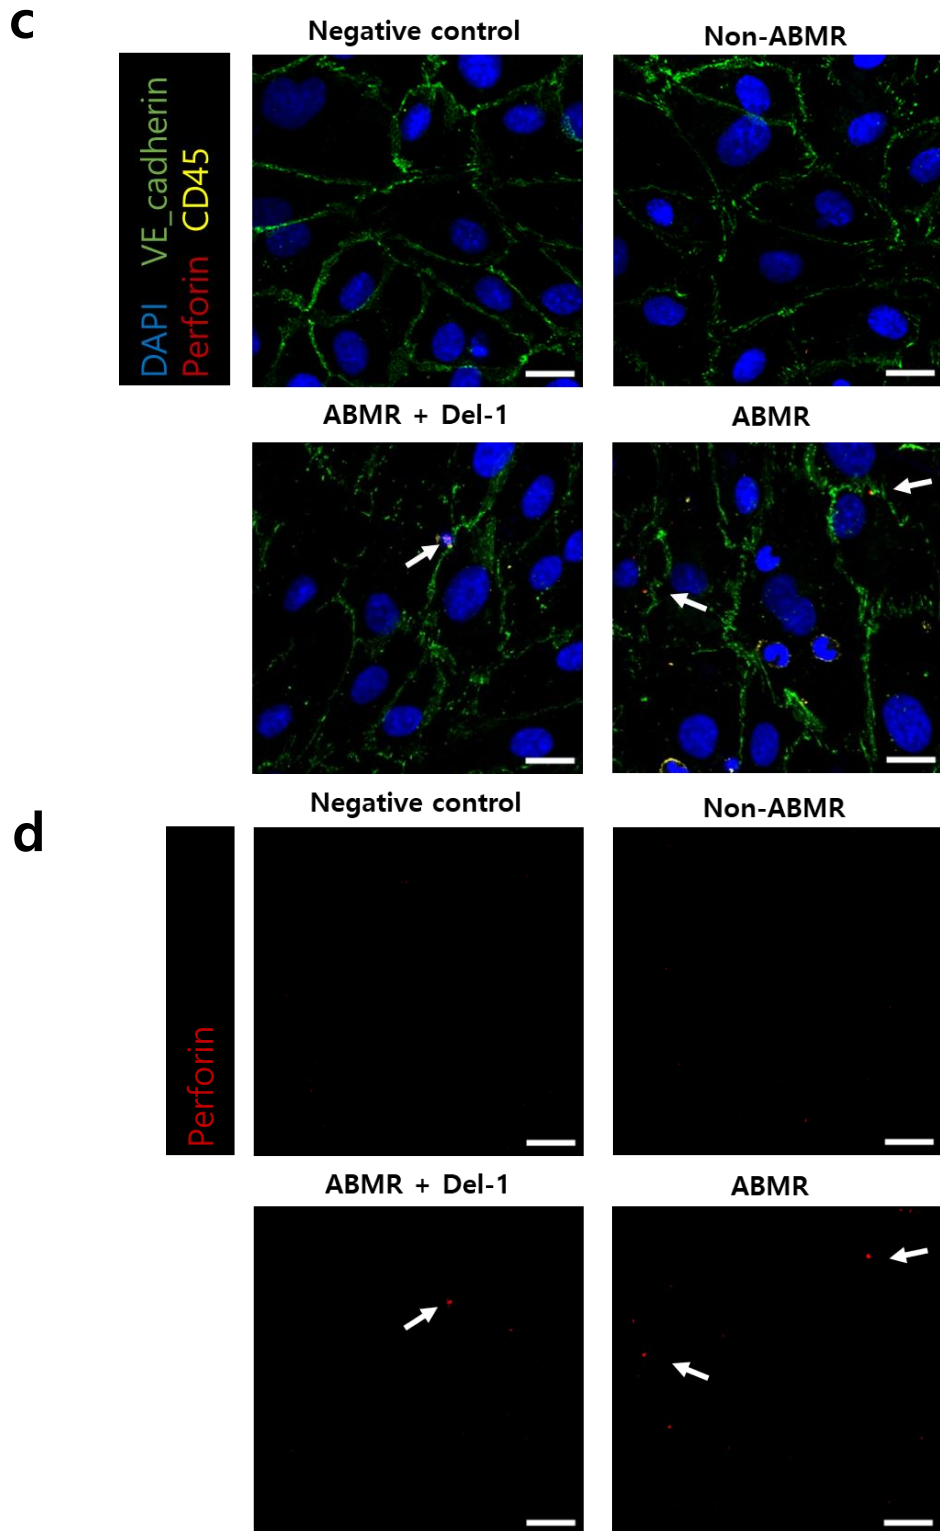 c
Negative control
Non-ABMR
DAPI VE_cadherin
Perforin CD45
ABMR + Del-1
ABMR
d
Negative control
Non-ABMR
Perforin
ABMR + Del-1
ABMR